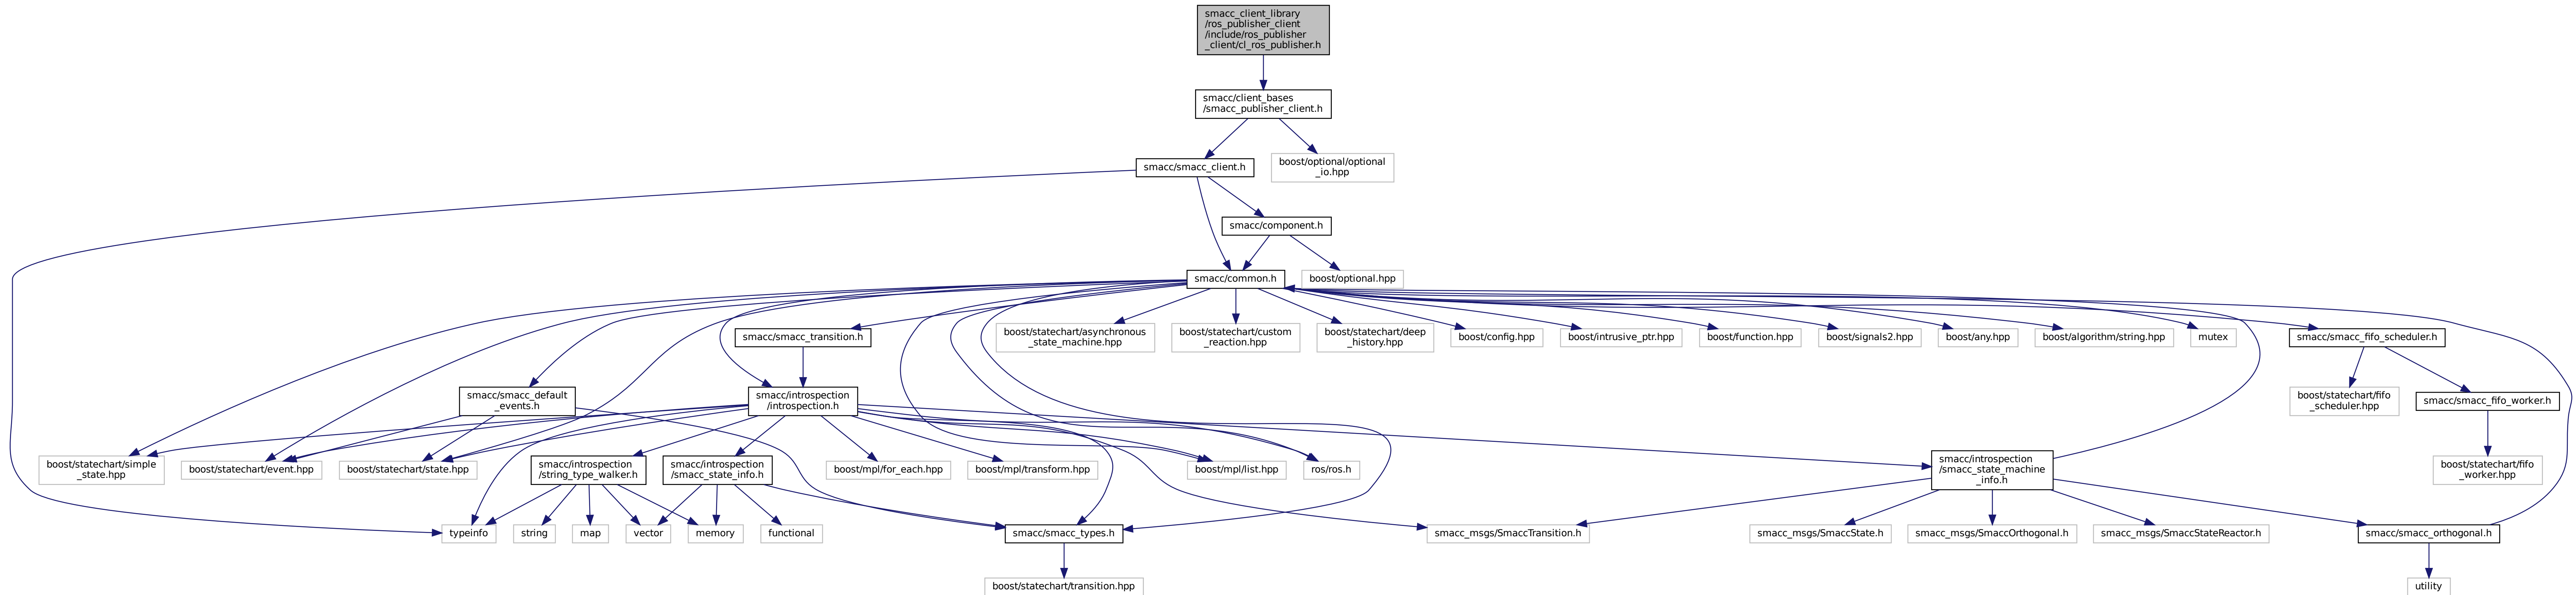 smacc_client_library
/ros_publisher_client
/include/ros_publisher
_client/cl_ros_publisher.h
smacc/client_bases
/smacc_publisher_client.h
smacc/smacc_client.h
boost/optional/optional
_io.hpp
smacc/component.h
smacc/common.h
boost/optional.hpp
smacc/smacc_transition.h
boost/statechart/asynchronous
_state_machine.hpp
boost/statechart/custom
_reaction.hpp
boost/statechart/deep
_history.hpp
boost/config.hpp
boost/intrusive_ptr.hpp
boost/function.hpp
boost/signals2.hpp
boost/any.hpp
boost/algorithm/string.hpp
mutex
smacc/smacc_fifo_scheduler.h
smacc/smacc_default
_events.h
smacc/introspection
/introspection.h
boost/statechart/fifo
_scheduler.hpp
smacc/smacc_fifo_worker.h
boost/statechart/simple
_state.hpp
boost/statechart/event.hpp
boost/statechart/state.hpp
smacc/introspection
/string_type_walker.h
smacc/introspection
/smacc_state_info.h
boost/mpl/for_each.hpp
boost/mpl/transform.hpp
boost/mpl/list.hpp
ros/ros.h
smacc/introspection
/smacc_state_machine
_info.h
boost/statechart/fifo
_worker.hpp
typeinfo
string
map
vector
memory
functional
smacc/smacc_types.h
smacc_msgs/SmaccTransition.h
smacc_msgs/SmaccState.h
smacc_msgs/SmaccOrthogonal.h
smacc_msgs/SmaccStateReactor.h
smacc/smacc_orthogonal.h
boost/statechart/transition.hpp
utility